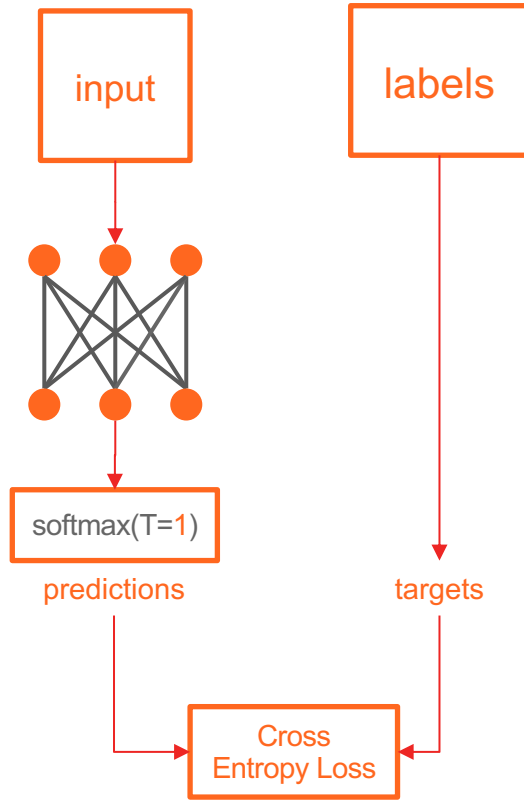 input
labels
softmax(T=1)
predictions
targets
Cross
Entropy Loss